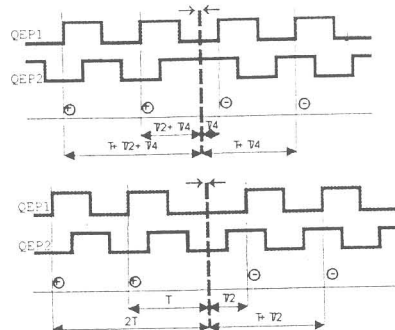 QEP1
QEP2
⊕ ⊕ ⊖ ⊖
T/2+ T/4 T/4
T+ T/2+ T/4 T+ T/4
QEP1
QEP2
⊕ ⊕ ⊖ ⊖
T T/2
2T T+ T/2